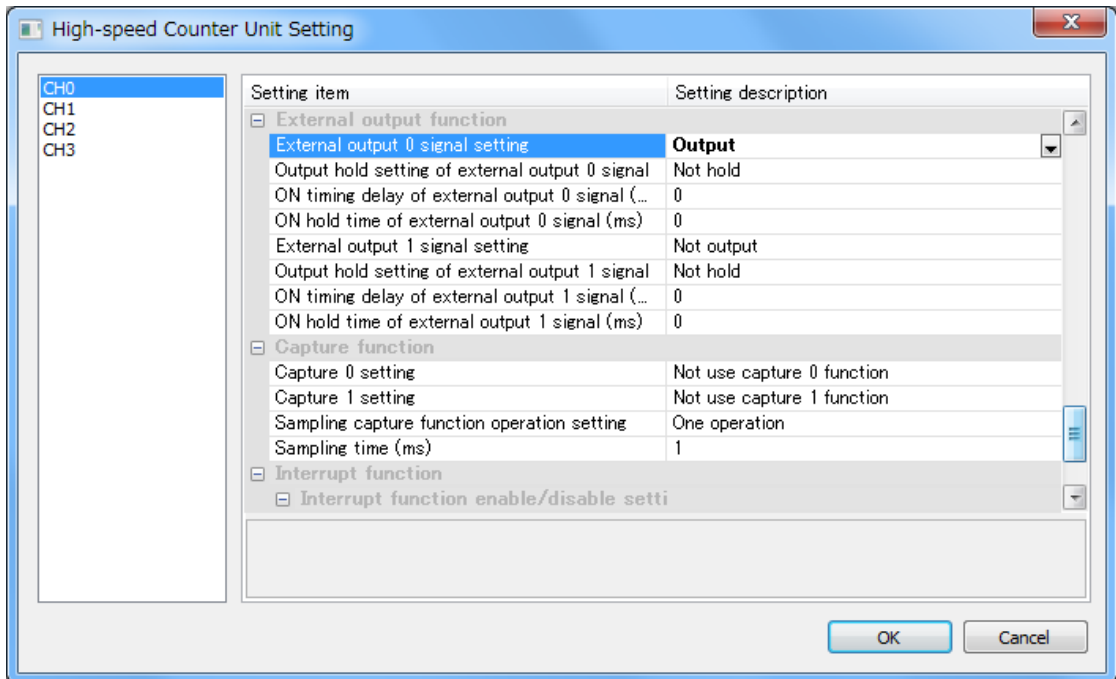 High-speed Counter Unit Setting
CH0
CH1
CH2
CH3
Setting item Setting description
External output function
External output 0 signal setting Output
Output hold setting of external output 0 signal Not hold
ON timing delay of external output 0 signal (... 0
ON hold time of external output 0 signal (ms) 0
External output 1 signal setting Not output
Output hold setting of external output 1 signal Not hold
ON timing delay of external output 1 signal (... 0
ON hold time of external output 1 signal (ms) 0
Capture function
Capture 0 setting Not use capture 0 function
Capture 1 setting Not use capture 1 function
Sampling capture function operation setting One operation
Sampling time (ms) 1
Interrupt function
Interrupt function enable/disable setti
OK Cancel